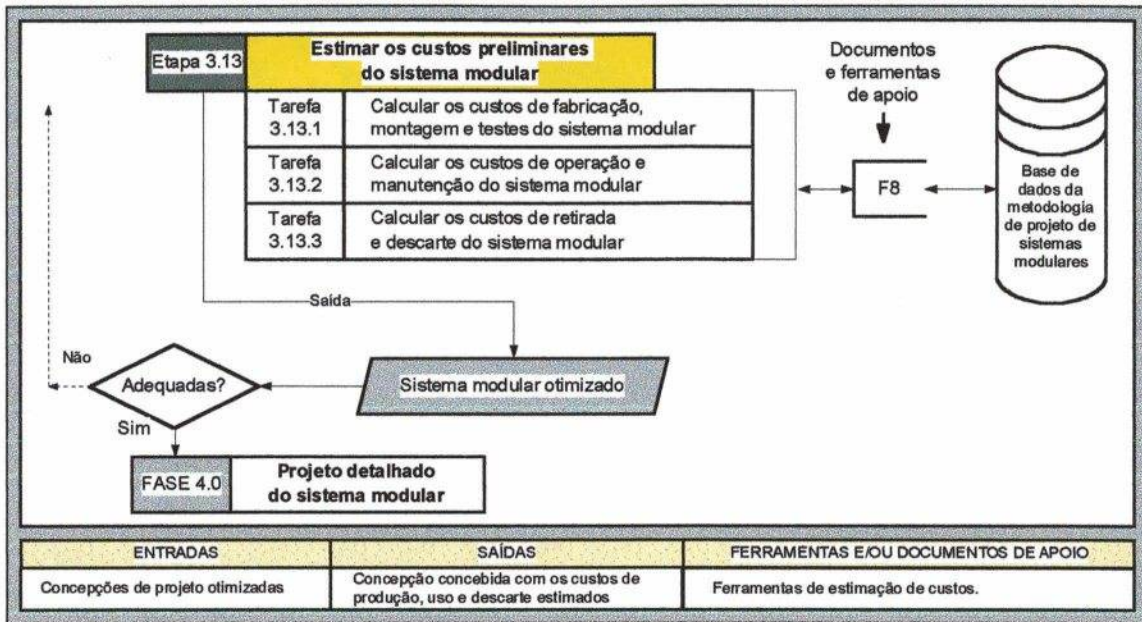 Etapa 3.13
Estimar os custos preliminares
do sistema modular
Tarefa
3.13.1
Calcular os custos de fabricação,
montagem e testes do sistema modular
Tarefa
3.13.2
Calcular os custos de operação e
manutenção do sistema modular
Tarefa
3.13.3
Calcular os custos de retirada
e descarte do sistema modular
Documentos
e ferramentas
de apoio
F8
Base de
dados da
metodologia
de projeto de
sistemas
modulares
Saída
Não
Adequadas?
Sistema modular otimizado
Sim
FASE 4.0
Projeto detalhado
do sistema modular
ENTRADAS
SAÍDAS
FERRAMENTAS E/OU DOCUMENTOS DE APOIO
Concepções de projeto otimizadas
Concepção concebida com os custos de
produção, uso e descarte estimados
Ferramentas de estimação de custos.